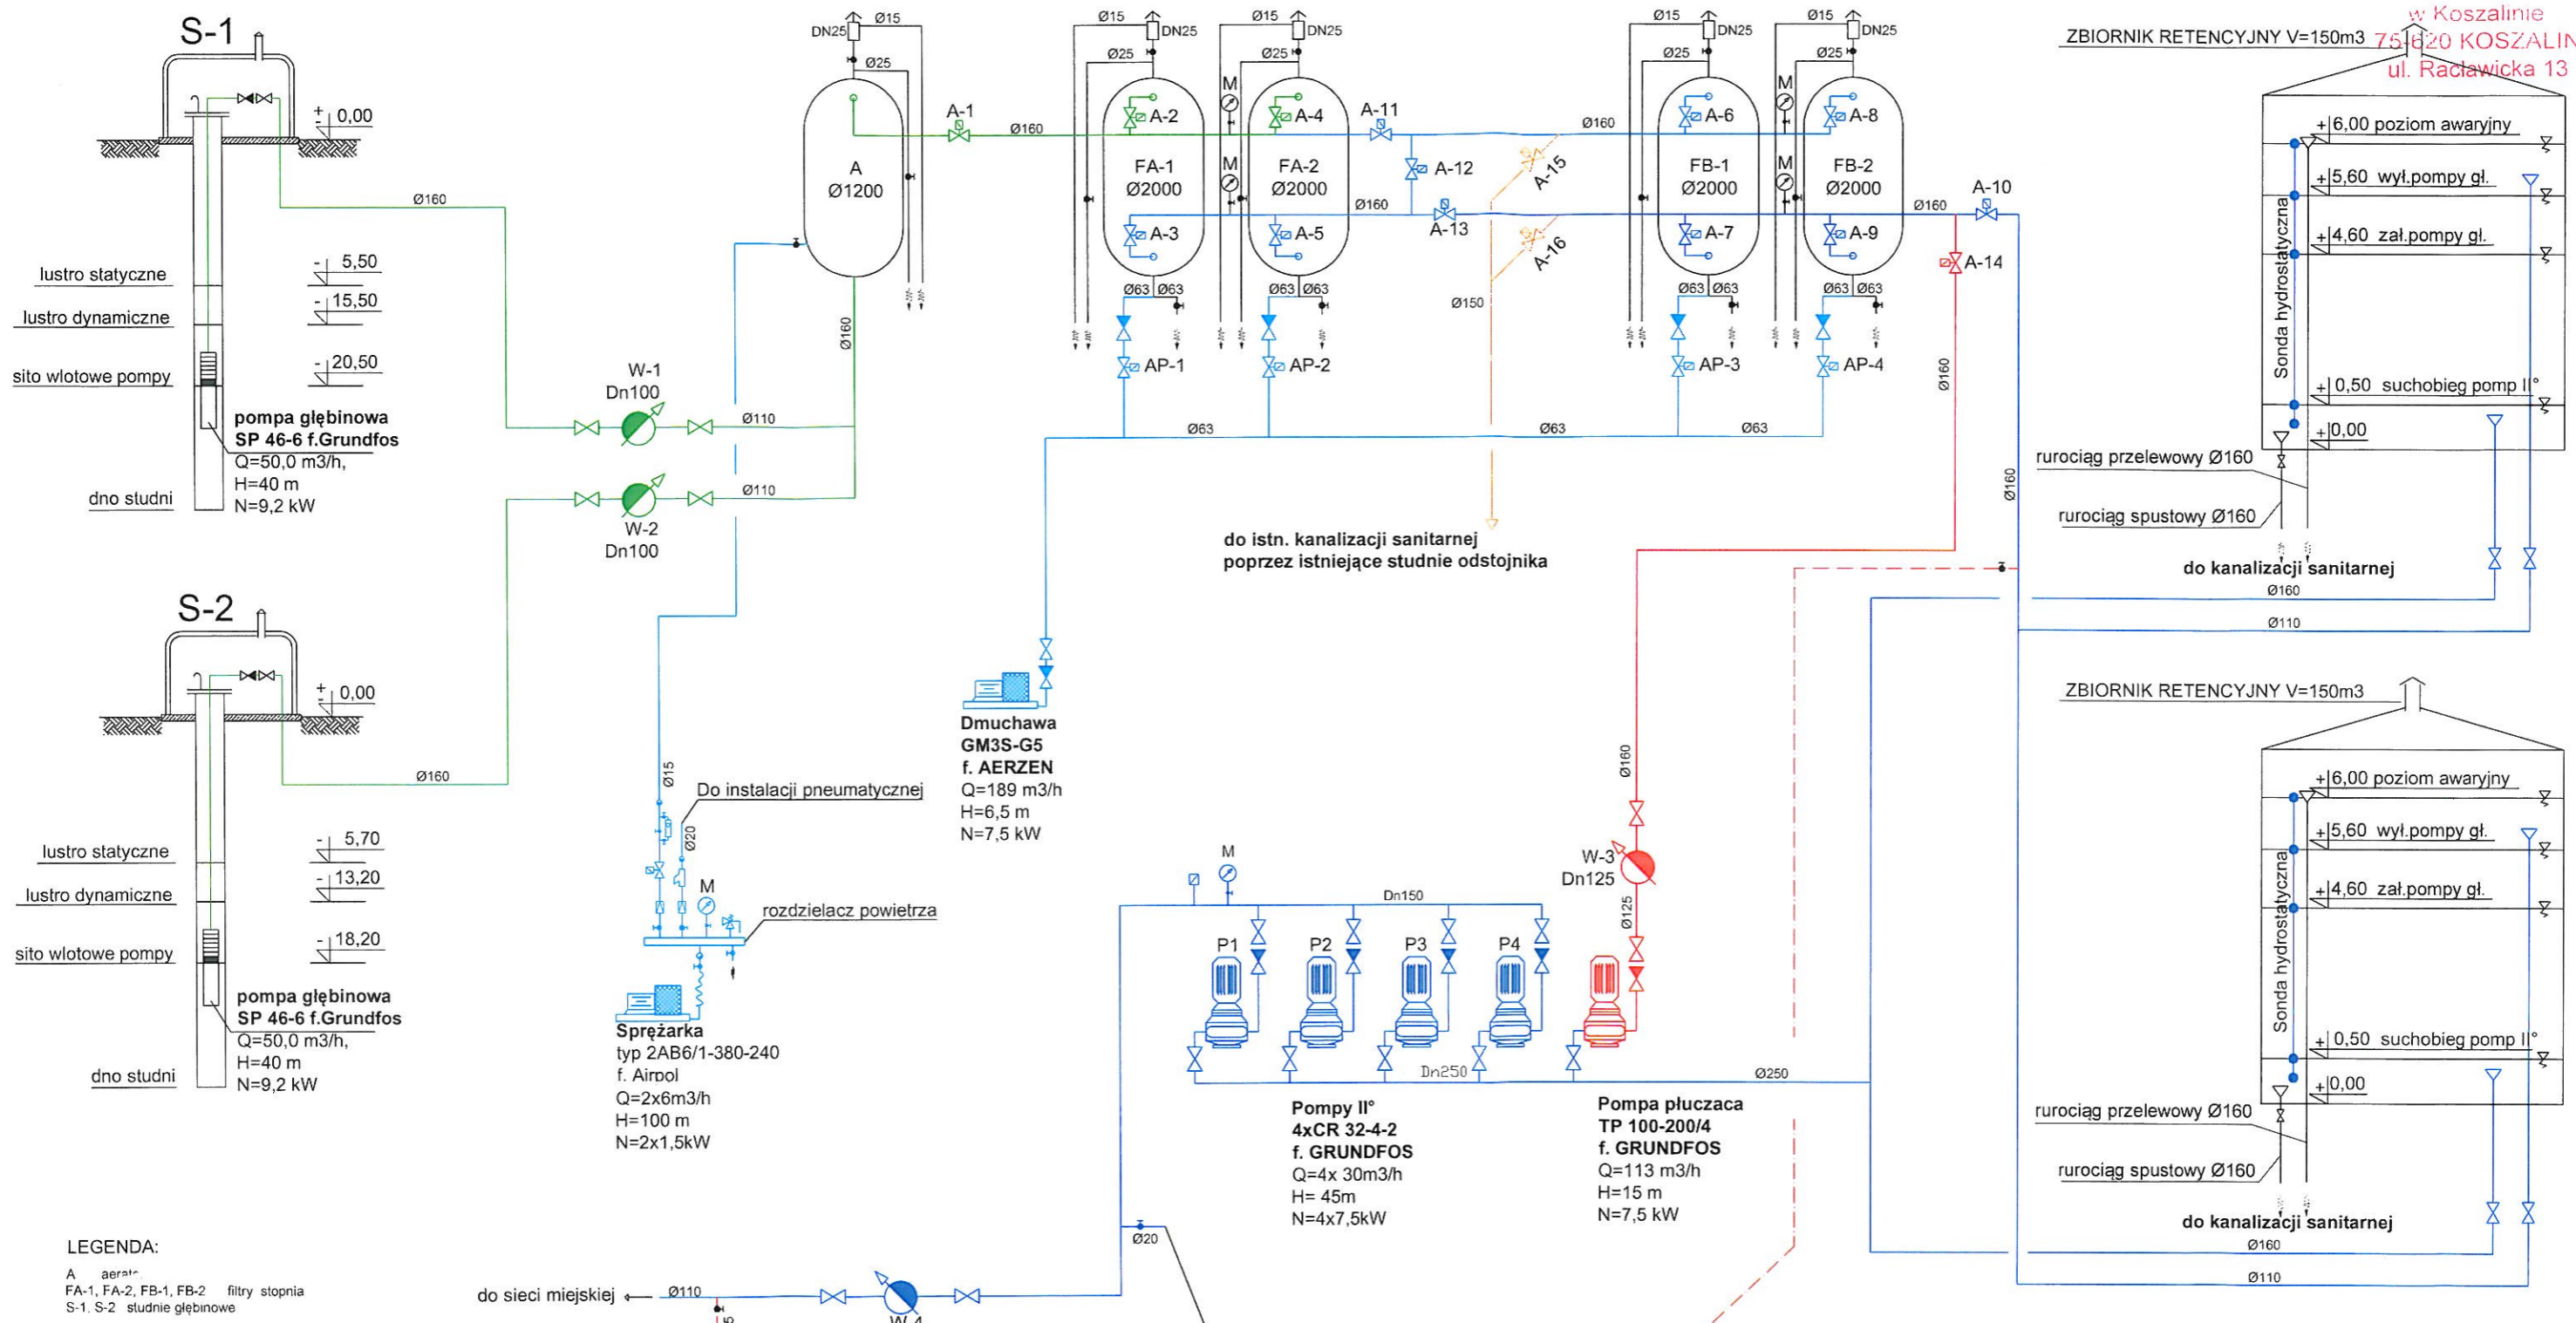 S-1
+ - 0,00
Ø160
lustro statyczne
- 5,50
lustro dynamiczne
- 15,50
sito wlotowe pompy
- 20,50
pompa głębinowa
SP 46-6 f.Grundfos
Q=50,0 m3/h,
H=40 m
N=9,2 kW
dno studni
S-2
+ - 0,00
Ø160
lustro statyczne
- 5,70
lustro dynamiczne
- 13,20
sito wlotowe pompy
- 18,20
pompa głębinowa
SP 46-6 f.Grundfos
Q=50,0 m3/h,
H=40 m
N=9,2 kW
dno studni
W-1
Dn100
Ø110
W-2
Dn100
Ø110
Ø160
DN25
Ø15
Ø25
A
Ø1200
A-1
Ø160
Ø15
DN25
Ø25
A-2
FA-1
Ø2000
A-3
Ø63 Ø63
AP-1
M
M
Ø15
DN25
Ø25
A-4
FA-2
Ø2000
A-5
Ø63 Ø63
AP-2
Ø160
A-11
A-12
A-13
A-15
A-16
Ø160
Ø150
Ø15
DN25
Ø25
A-6
FB-1
Ø2000
A-7
Ø63 Ø63
AP-3
M
M
Ø15
DN25
Ø25
A-8
FB-2
Ø2000
A-9
Ø63 Ø63
AP-4
Ø160
A-10
A-14
Ø160
Ø160
Ø63
Ø63
Ø63
do istn. kanalizacji sanitarnej
poprzez istniejące studnie odstojnika
Dmuchawa
GM3S-G5
f. AERZEN
Q=189 m3/h
H=6,5 m
N=7,5 kW
Ø15
Do instalacji pneumatycznej
Ø20
M
rozdzielacz powietrza
Sprężarka
typ 2AB6/1-380-240
f. Airpol
Q=2x6m3/h
H=100 m
N=2x1,5kW
M
Dn150
P1
P2
P3
P4
Dn250
Ø250
Pompy II°
4xCR 32-4-2
f. GRUNDFOS
Q=4x 30m3/h
H= 45m
N=4x7,5kW
Ø160
W-3
Dn125
Ø125
Pompa płuczaca
TP 100-200/4
f. GRUNDFOS
Q=113 m3/h
H=15 m
N=7,5 kW
w Koszalinie
75-620 KOSZALIN
ul. Racławicka 13
ZBIORNIK RETENCYJNY V=150m3
+6,00 poziom awaryjny
+5,60 wył.pompy gł.
+4,60 zał.pompy gł.
Sonda hydrostatyczna
+ 0,50 suchobieg pomp II°
+0,00
rurociąg przelewowy Ø160
rurociąg spustowy Ø160
do kanalizacji sanitarnej
Ø160
Ø110
ZBIORNIK RETENCYJNY V=150m3
+6,00 poziom awaryjny
+5,60 wył.pompy gł.
+4,60 zał.pompy gł.
Sonda hydrostatyczna
+ 0,50 suchobieg pomp II°
+0,00
rurociąg przelewowy Ø160
rurociąg spustowy Ø160
do kanalizacji sanitarnej
Ø160
Ø110
Ø20
do sieci miejskiej
Ø110
W-4
LEGENDA:
A
FA-1, FA-2, FB-1, FB-2 filtry stopnia
S-1, S-2 studnie głębinowe